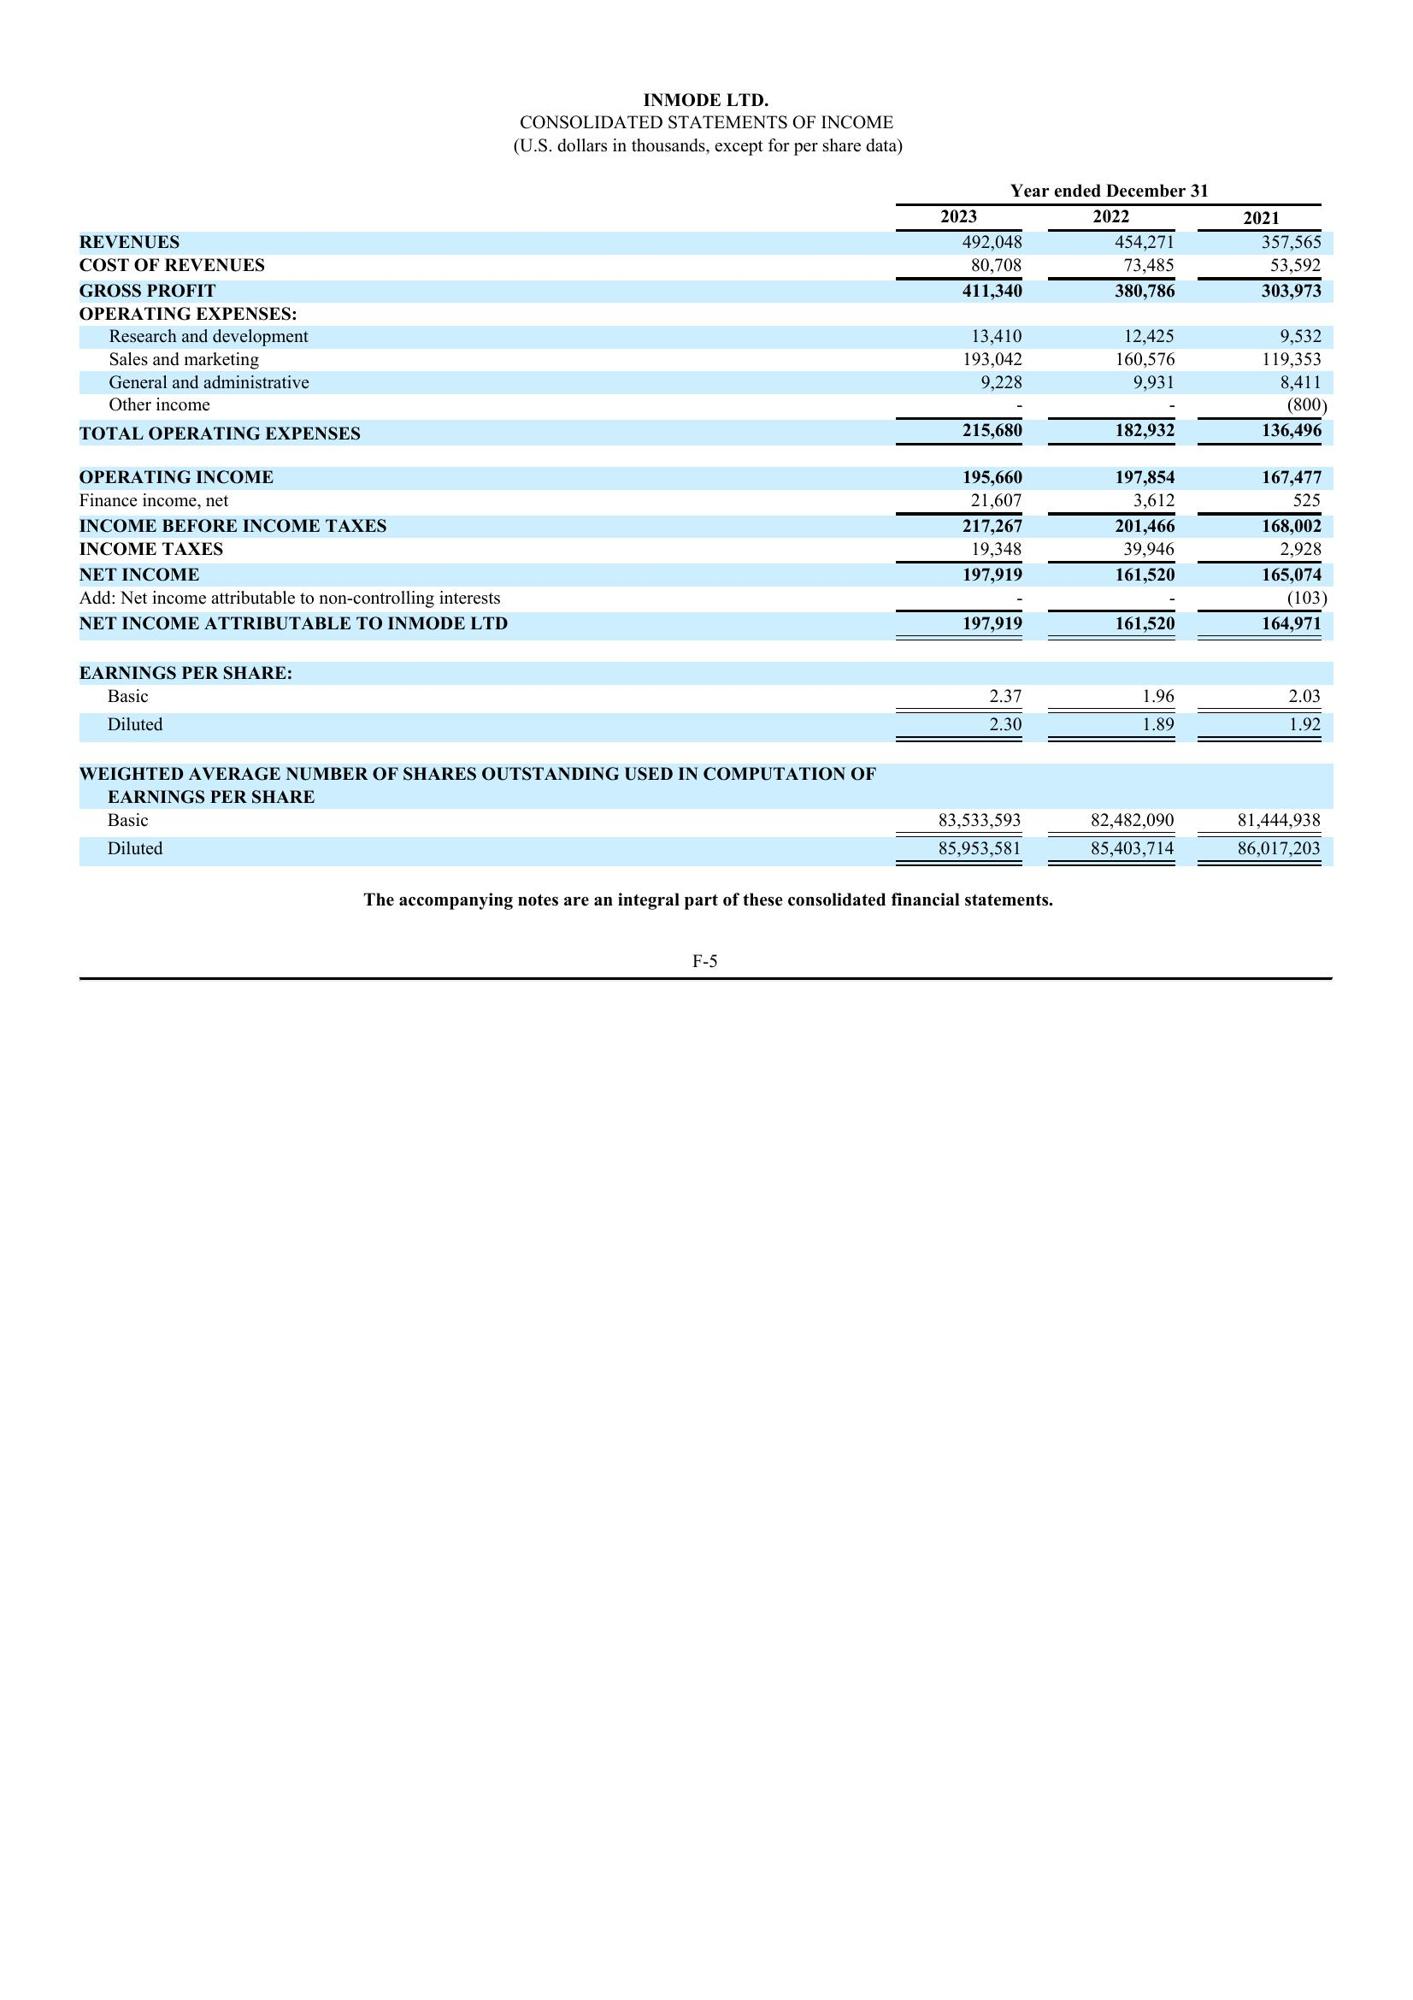 INMODE LTD.
CONSOLIDATED STATEMENTS OF INCOME
(U.S. dollars in thousands, except for per share data)
Year ended December 31
2023 2022 2021
REVENUES 492,048 454,271 357,565
COST OF REVENUES 80,708 73,485 53,592
GROSS PROFIT 411,340 380,786 303,973
OPERATING EXPENSES:
Research and development 13,410 12,425 9,532
Sales and marketing 193,042 160,576 119,353
General and administrative 9,228 9,931 8,411
Other income - - (800)
TOTAL OPERATING EXPENSES 215,680 182,932 136,496
OPERATING INCOME 195,660 197,854 167,477
Finance income, net 21,607 3,612 525
INCOME BEFORE INCOME TAXES 217,267 201,466 168,002
INCOME TAXES 19,348 39,946 2,928
NET INCOME 197,919 161,520 165,074
Add: Net income attributable to non-controlling interests - - (103)
NET INCOME ATTRIBUTABLE TO INMODE LTD 197,919 161,520 164,971
EARNINGS PER SHARE:
Basic 2.37 1.96 2.03
Diluted 2.30 1.89 1.92
WEIGHTED AVERAGE NUMBER OF SHARES OUTSTANDING USED IN COMPUTATION OF
EARNINGS PER SHARE
Basic 83,533,593 82,482,090 81,444,938
Diluted 85,953,581 85,403,714 86,017,203
The accompanying notes are an integral part of these consolidated financial statements.
F-5